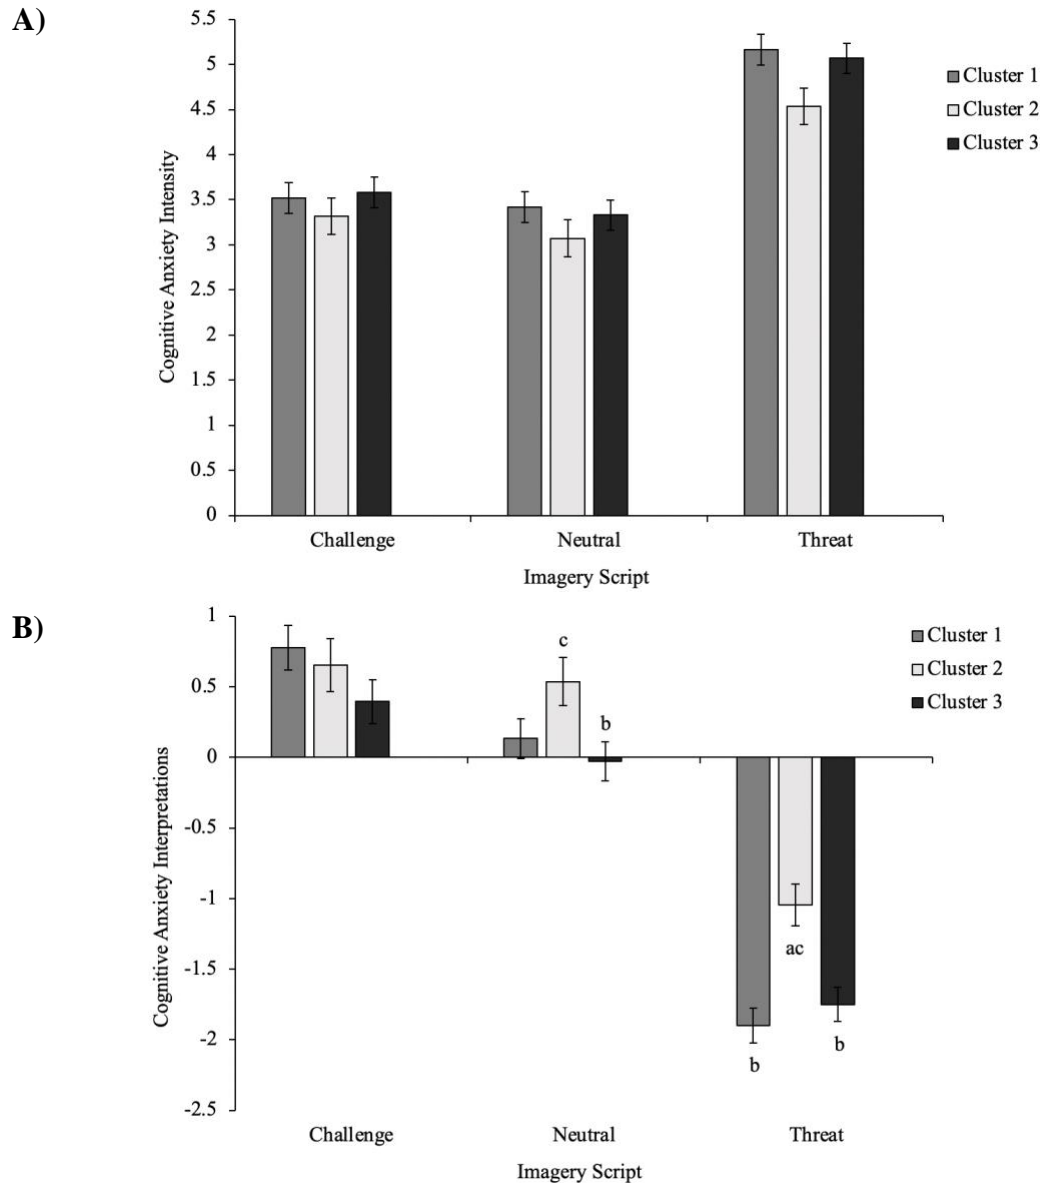 A)
5.5
5
4.5
4
3.5
3
2.5
2
1.5
1
0.5
0
Cognitive Anxiety Intensity
Cluster 1
Cluster 2
Cluster 3
Challenge Neutral Threat
Imagery Script
B)
1
0.5
0
-0.5
-1
-1.5
-2
-2.5
Cognitive Anxiety Interpretations
c
b
ac
b
b
Cluster 1
Cluster 2
Cluster 3
Challenge Neutral Threat
Imagery Script